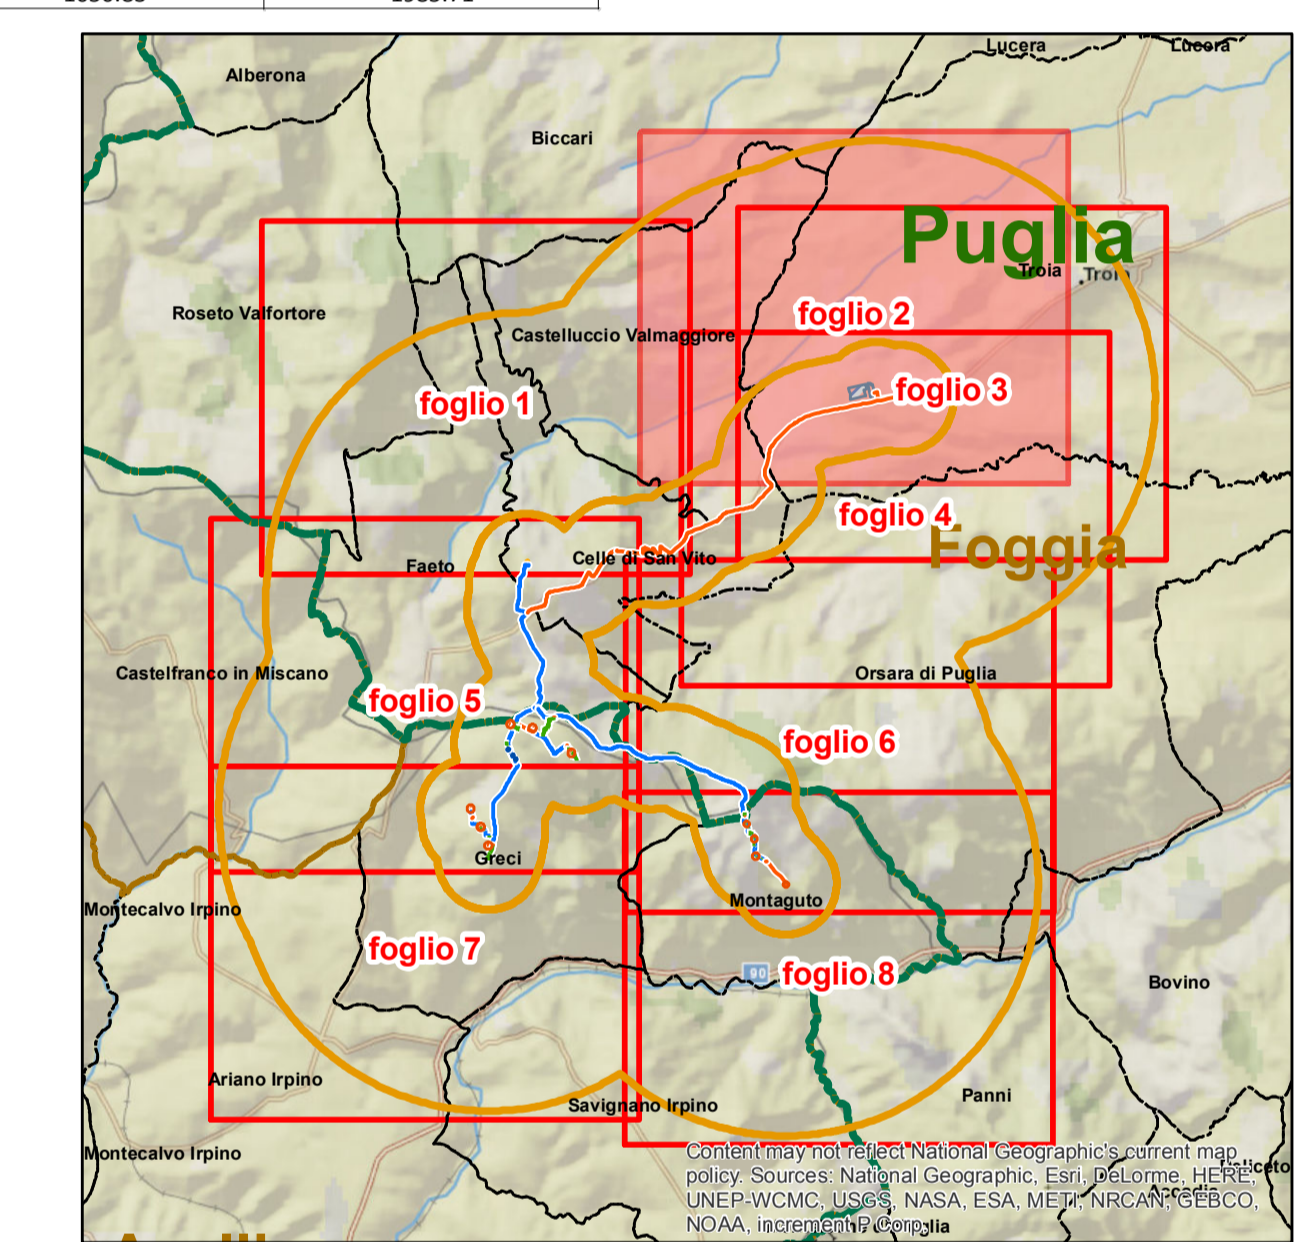 Lucera
Lucera
Alberona
Biccari
Puglia
Troia
Troia
Roseto Valfortore
foglio 2
Castelluccio Valmaggiore
foglio 1
foglio 3
foglio 4
Foggia
Celle di San Vito
Faeto
Castelfranco in Miscano
Orsara di Puglia
foglio 5
foglio 6
Greci
Montaguto
Montecalvo Irpino
foglio 7
90
foglio 8
Bovino
Ariano Irpino
Panni
Savignano Irpino
Montecalvo Irpino
Content may not reflect National Geographic's current map
policy. Sources: National Geographic, Esri, DeLorme, HERE,
UNEP-WCMC, USGS, NASA, ESA, METI, NRCAN, GEBCO,
NOAA, increment P Corp.